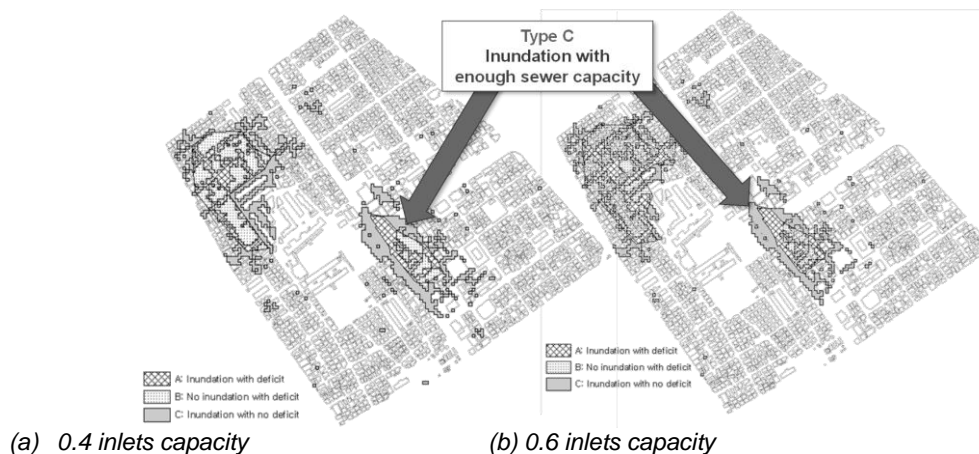 Type C
Inundation with
enough sewer capacity
A: Inundation with deficit
B: No inundation with deficit
C: Inundation with no deficit
A: Inundation with deficit
B: No inundation with deficit
C: Inundation with no deficit
(a) 0.4 inlets capacity
(b) 0.6 inlets capacity